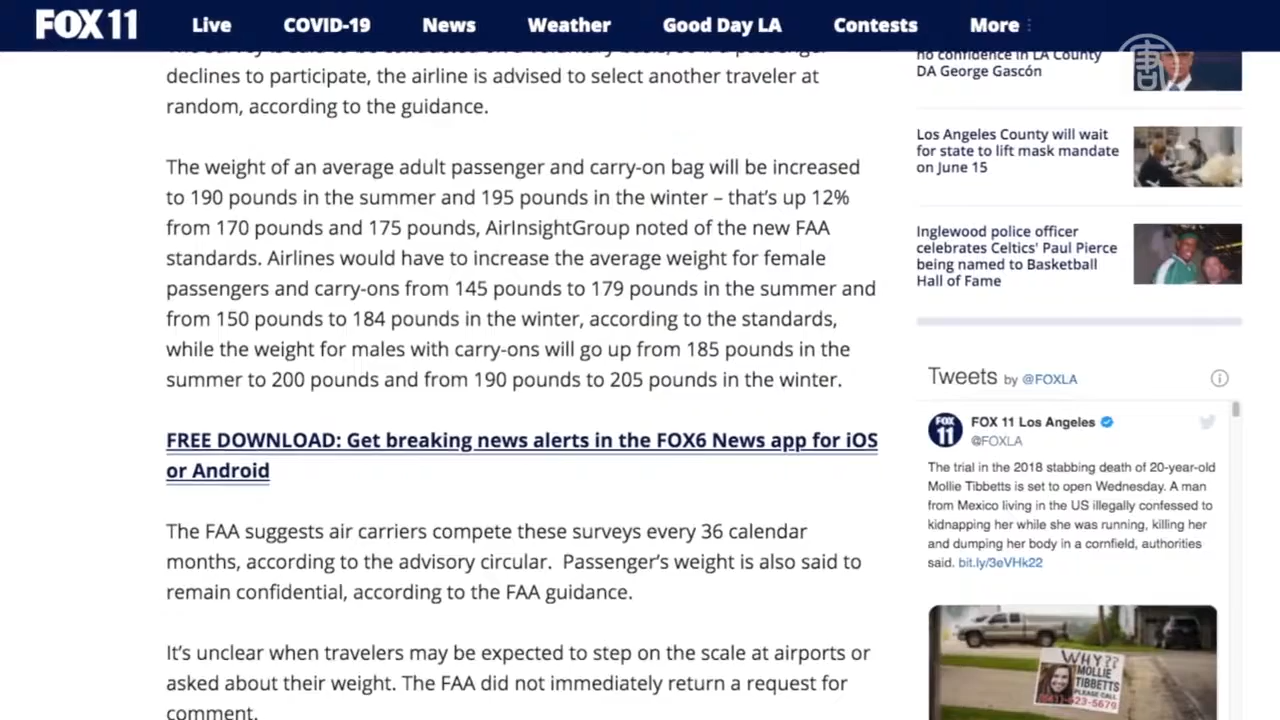 FOX 11
Live
COVID-19
News
Weather
Good Day LA
Contests
More
declines to participate, the airline is advised to select another traveler at
random, according to the guidance.
The weight of an average adult passenger and carry-on bag will be increased
to 190 pounds in the summer and 195 pounds in the winter – that's up 12%
from 170 pounds and 175 pounds, AirInsightGroup noted of the new FAA
standards. Airlines would have to increase the average weight for female
passengers and carry-ons from 145 pounds to 179 pounds in the summer and
from 150 pounds to 184 pounds in the winter, according to the standards,
while the weight for males with carry-ons will go up from 185 pounds in the
summer to 200 pounds and from 190 pounds to 205 pounds in the winter.
FREE DOWNLOAD: Get breaking news alerts in the FOX6 News app for iOS
or Android
The FAA suggests air carriers compete these surveys every 36 calendar
months, according to the advisory circular. Passenger's weight is also said to
remain confidential, according to the FAA guidance.
It's unclear when travelers may be expected to step on the scale at airports or
asked about their weight. The FAA did not immediately return a request for
comment.
no confidence in LA County
DA George Gascón
Los Angeles County will wait
for state to lift mask mandate
on June 15
Inglewood police officer
celebrates Celtics' Paul Pierce
being named to Basketball
Hall of Fame
Tweets by @FOXLA
FOX 11
FOX 11 Los Angeles
@FOXLA
The trial in the 2018 stabbing death of 20-year-old
Mollie Tibbetts is set to open Wednesday. A man
from Mexico living in the US illegally confessed to
kidnapping her while she was running, killing her
and dumping her body in a cornfield, authorities
said. bit.ly/3eVHk22
WHY??
MOLLIE
TIBBETTS
PLEASE CALL